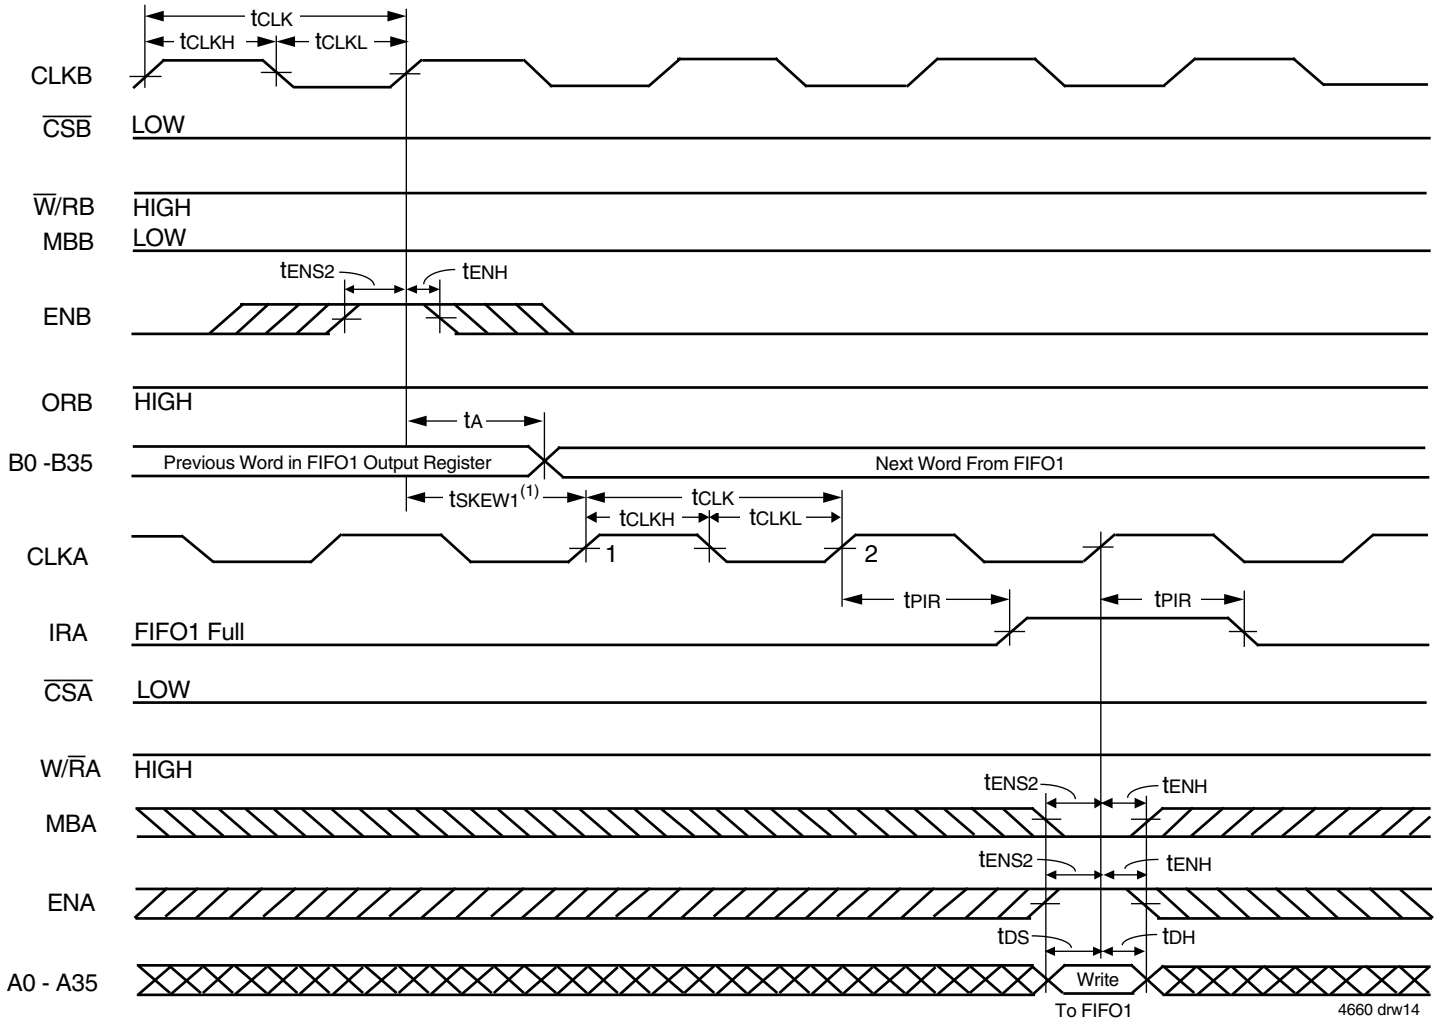 tCLK
tCLKH tCLKL
CLKB
CSB LOW
W/RB HIGH
MBB LOW
tENS2 tENH
ENB
ORB HIGH
tA
B0 -B35 Previous Word in FIFO1 Output Register Next Word From FIFO1
tSKEW1(1) tCLK
tCLKH tCLKL
CLKA 1 2
tPIR tPIR
IRA FIFO1 Full
CSA LOW
W/RA HIGH
tENS2 tENH
MBA
tENS2 tENH
ENA
tDS tDH
A0 - A35 Write
To FIFO1 4660 drw14